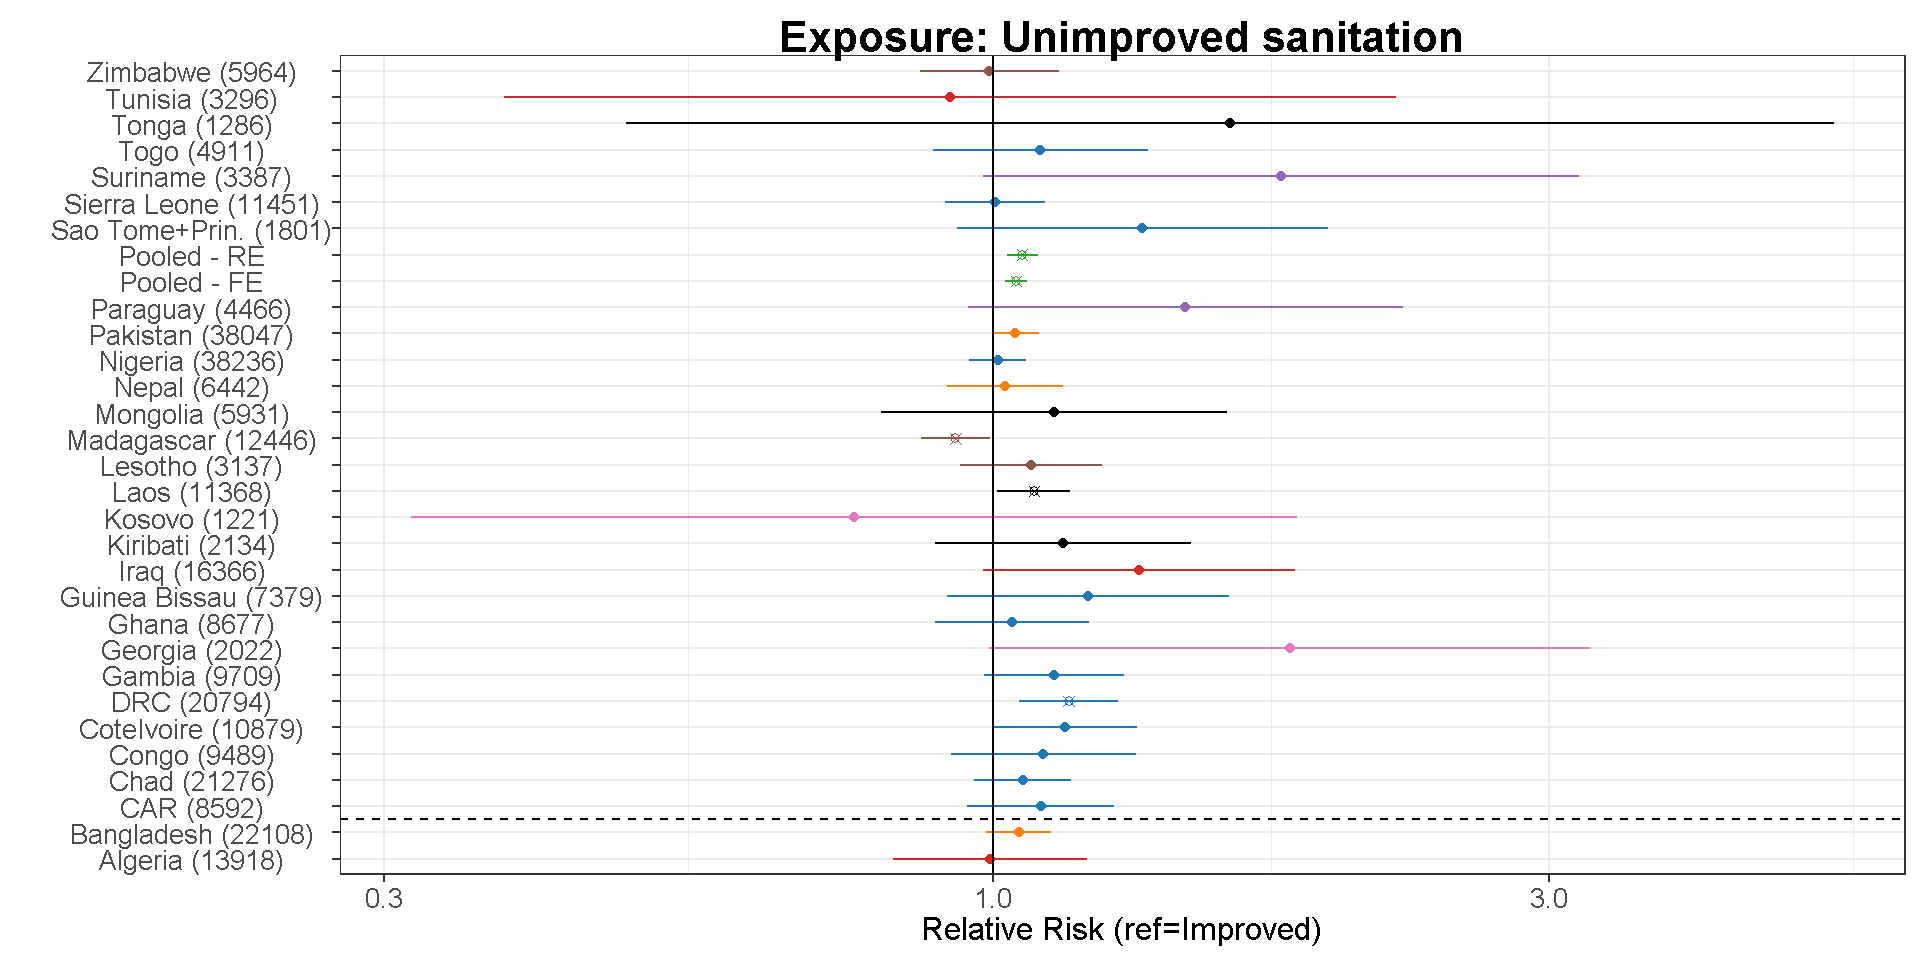 Exposure: Unimproved sanitation
Zimbabwe (5964)
Tunisia (3296)
Tonga (1286)
Togo (4911)
Suriname (3387)
Sierra Leone (11451)
Sao Tome+Prin. (1801)
Pooled - RE
Pooled - FE
Paraguay (4466)
Pakistan (38047)
Nigeria (38236)
Nepal (6442)
Mongolia (5931)
Madagascar (12446)
Lesotho (3137)
Laos (11368)
Kosovo (1221)
Kiribati (2134)
Iraq (16366)
Guinea Bissau (7379)
Ghana (8677)
Georgia (2022)
Gambia (9709)
DRC (20794)
CoteIvoire (10879)
Congo (9489)
Chad (21276)
CAR (8592)
Bangladesh (22108)
Algeria (13918)
0.3 1.0 3.0
Relative Risk (ref=Improved)